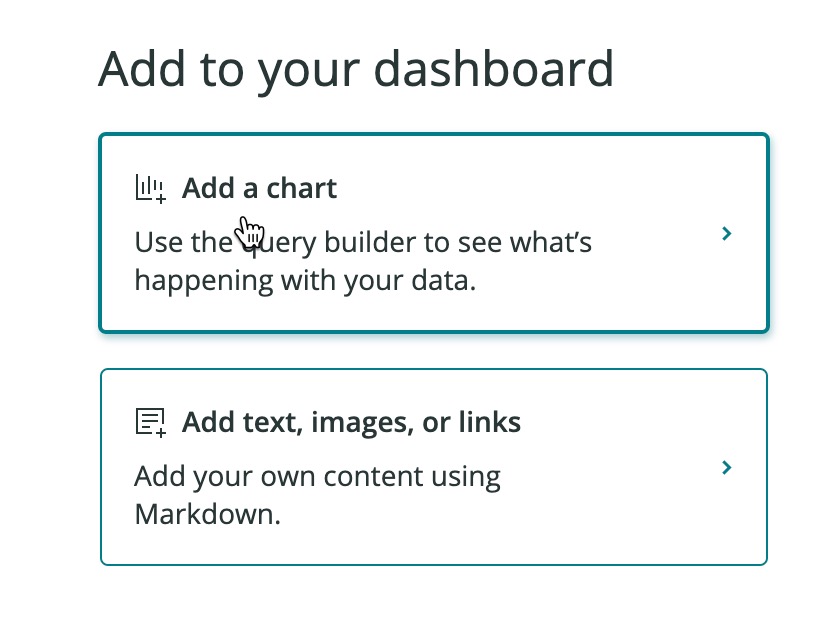 Add to your dashboard
Add a chart
Use the query builder to see what’s
happening with your data.
Add text, images, or links
Add your own content using
Markdown.